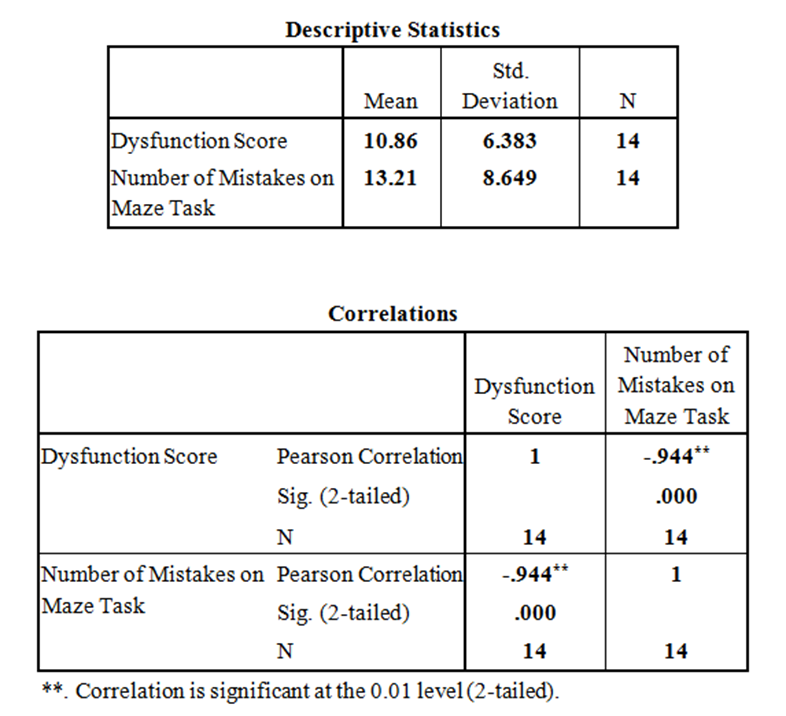 Descriptive Statistics
Mean Std. Deviation N
Dysfunction Score 10.86 6.383 14
Number of Mistakes on Maze Task 13.21 8.649 14
Correlations
Dysfunction Score Number of Mistakes on Maze Task
Dysfunction Score Pearson Correlation 1 -.944**
Sig. (2-tailed) .000
N 14 14
Number of Mistakes on Maze Task Pearson Correlation -.944** 1
Sig. (2-tailed) .000
N 14 14
**. Correlation is significant at the 0.01 level (2-tailed).